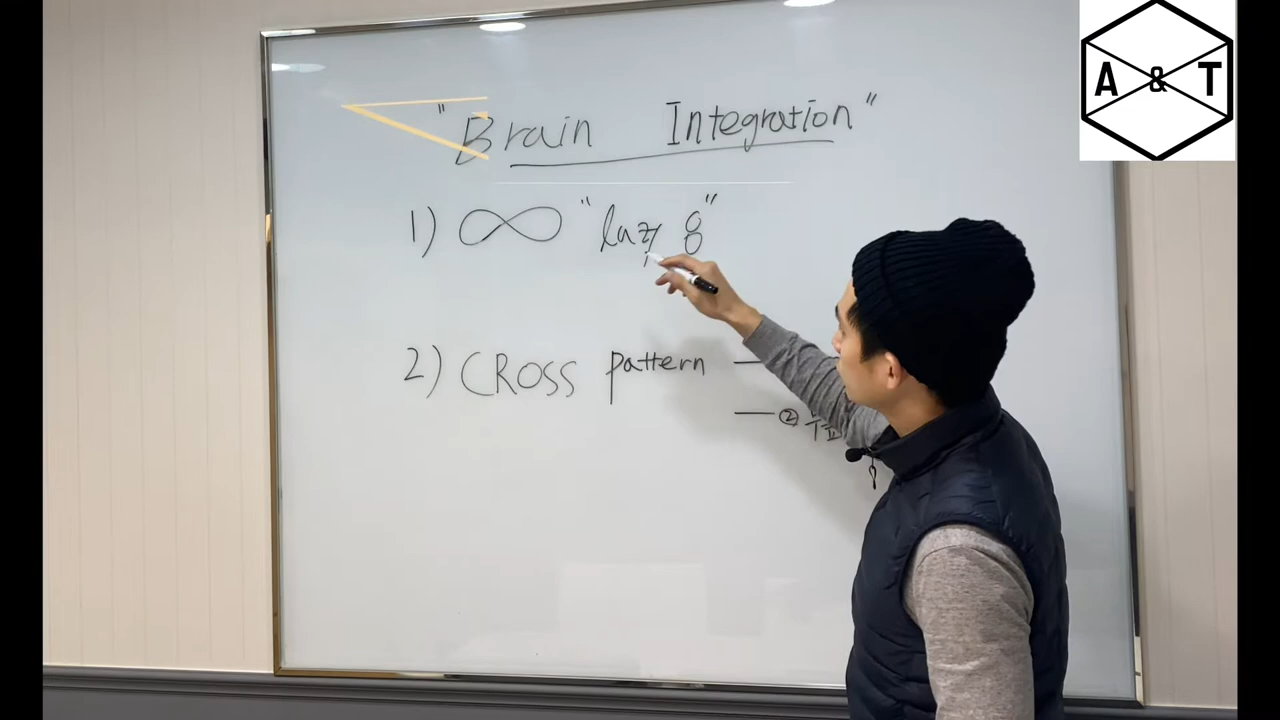 A & T
"Brain Integration"
1) ∞ "lazy 8"
2) CROSS pattern —
— ②